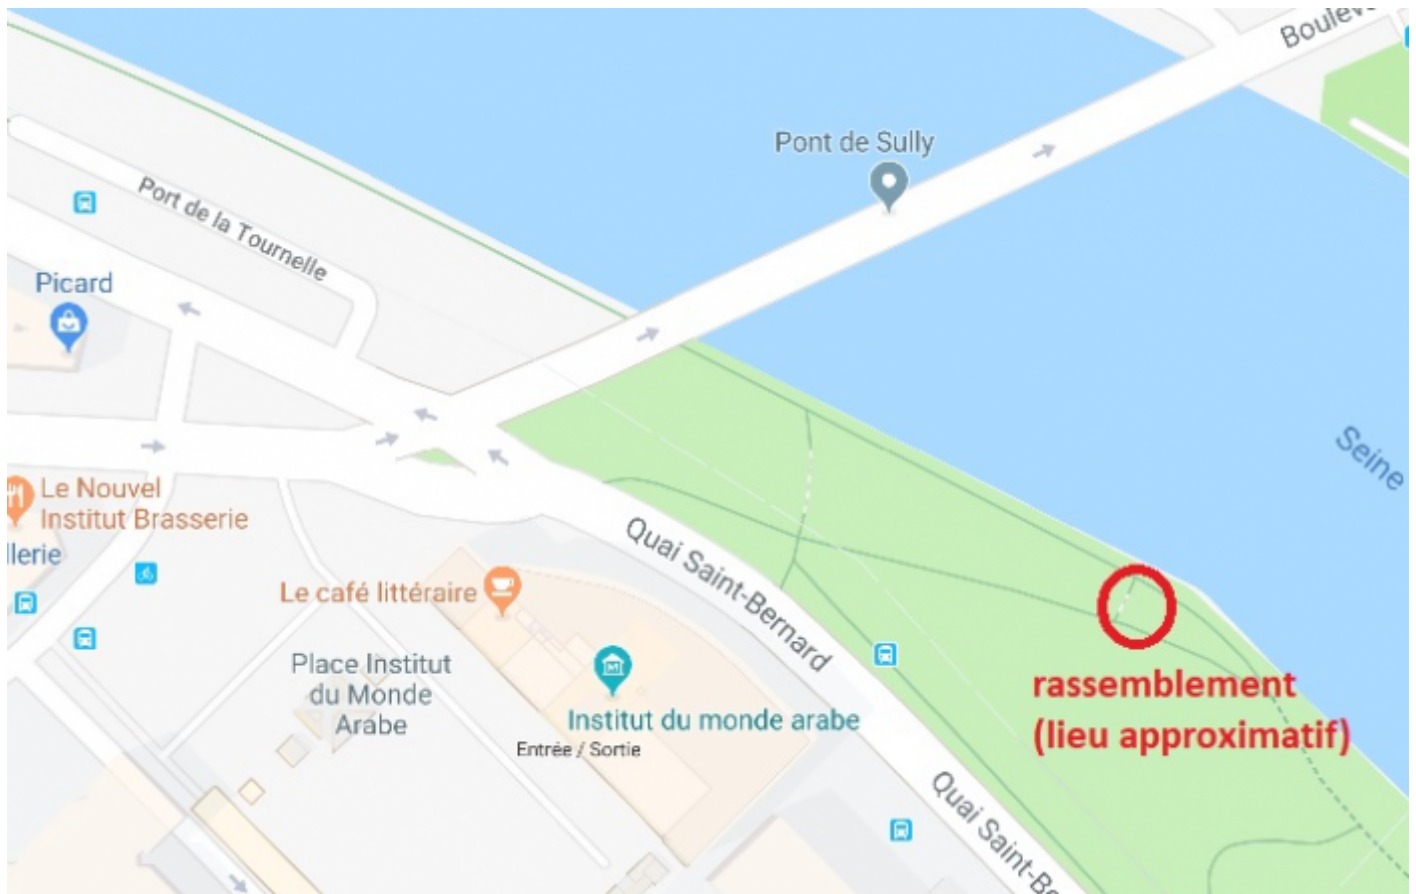 Boulev
Pont de Sully
Port de la Tournelle
Picard
Seine
Le Nouvel
Institut Brasserie
llerie
Quai Saint-Bernard
Le café littéraire
Place Institut
du Monde
Arabe
Institut du monde arabe
Entrée / Sortie
rassemblement
(lieu approximatif)
Quai Saint-Be